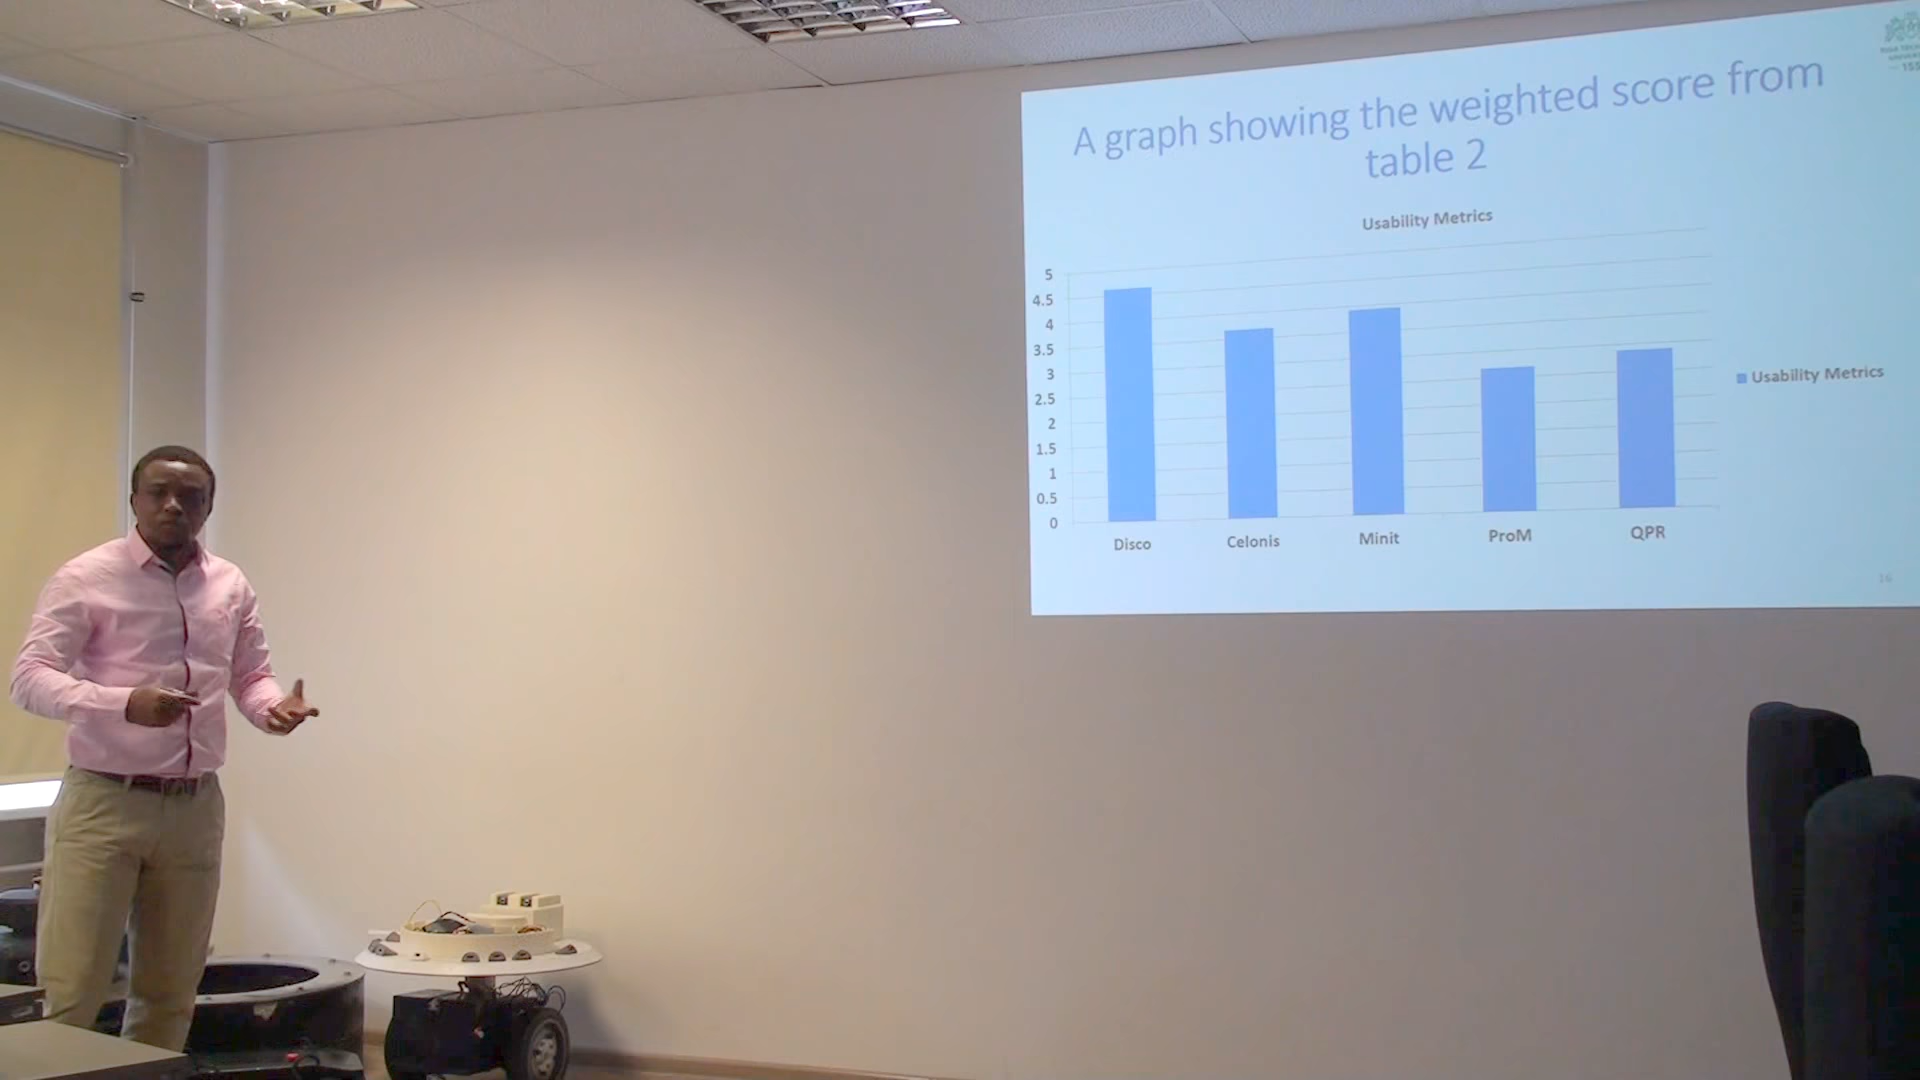 A graph showing the weighted score from
table 2
Usability Metrics
5
4.5
4
3.5
3
2.5
2
1.5
1
0.5
0
Disco
Celonis
Minit
ProM
QPR
Usability Metrics
16